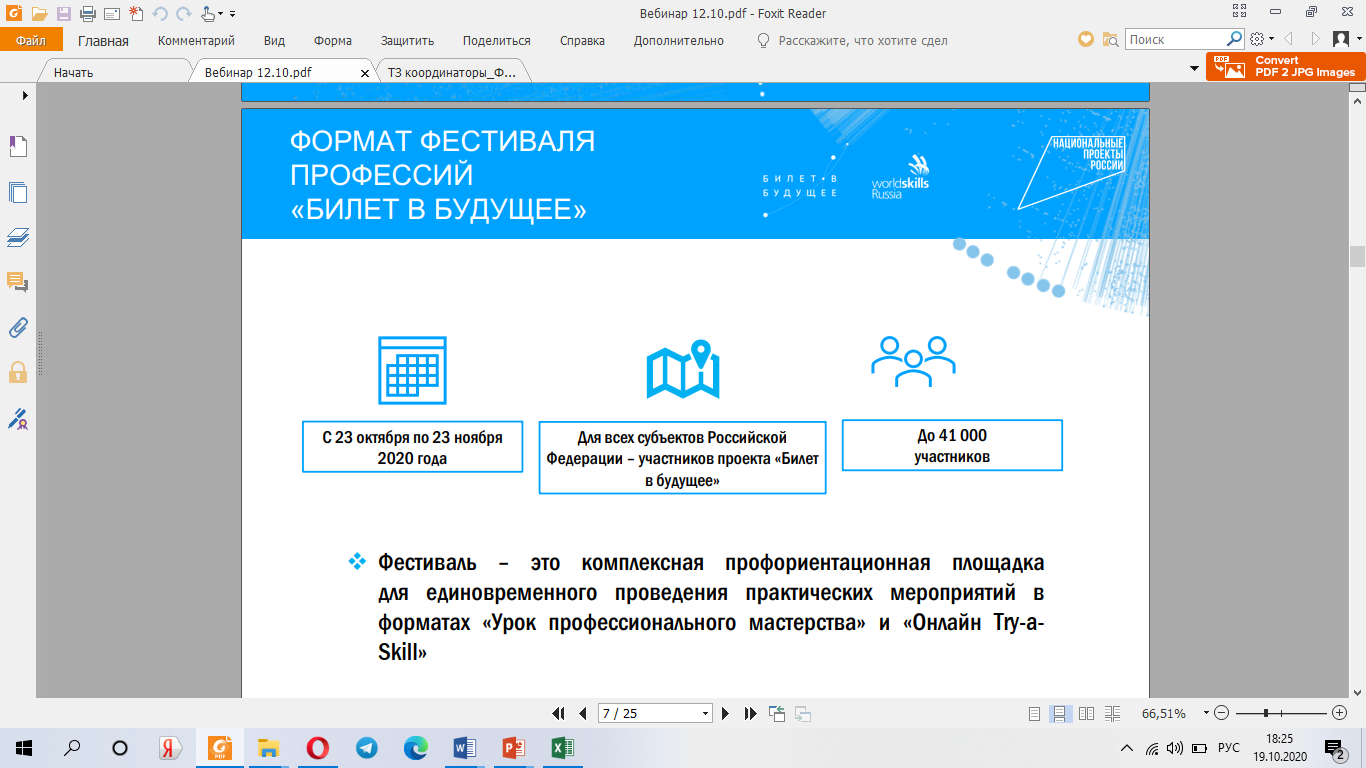 Вебинар 12.10.pdf - Foxit Reader
Файл Главная Комментарий Вид Форма Защитить Поделиться Справка Дополнительно Расскажите, что хотите сдел Поиск
Начать Вебинар 12.10.pdf ТЗ координаторы_Ф... Convert
PDF 2 JPG Images
ФОРМАТ ФЕСТИВАЛЯ
ПРОФЕССИЙ
«БИЛЕТ В БУДУЩЕЕ»
БИЛЕТ В
БУДУЩЕЕ
worldskills
Russia
НАЦИОНАЛЬНЫЕ
ПРОЕКТЫ
РОССИИ
С 23 октября по 23 ноября
2020 года
Для всех субъектов Российской
Федерации – участников проекта «Билет
в будущее»
До 41 000
участников
Фестиваль – это комплексная профориентационная площадка
для единовременного проведения практических мероприятий в
форматах «Урок профессионального мастерства» и «Онлайн Try-a-
Skill»
7 / 25 66,51%
РУС 18:25
19.10.2020 2